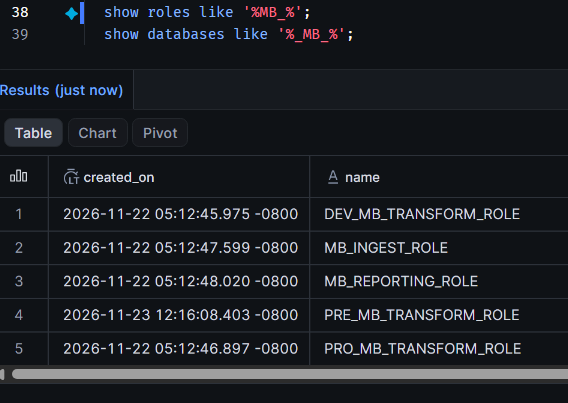 38 show roles like '%MB_%';
39 show databases like '%_MB_%';
Results (just now)
Table Chart Pivot
LT created_on A name
1 2026-11-22 05:12:45.975 -0800 DEV_MB_TRANSFORM_ROLE
2 2026-11-22 05:12:47.599 -0800 MB_INGEST_ROLE
3 2026-11-22 05:12:48.020 -0800 MB_REPORTING_ROLE
4 2026-11-23 12:16:08.403 -0800 PRE_MB_TRANSFORM_ROLE
5 2026-11-22 05:12:46.897 -0800 PRO_MB_TRANSFORM_ROLE